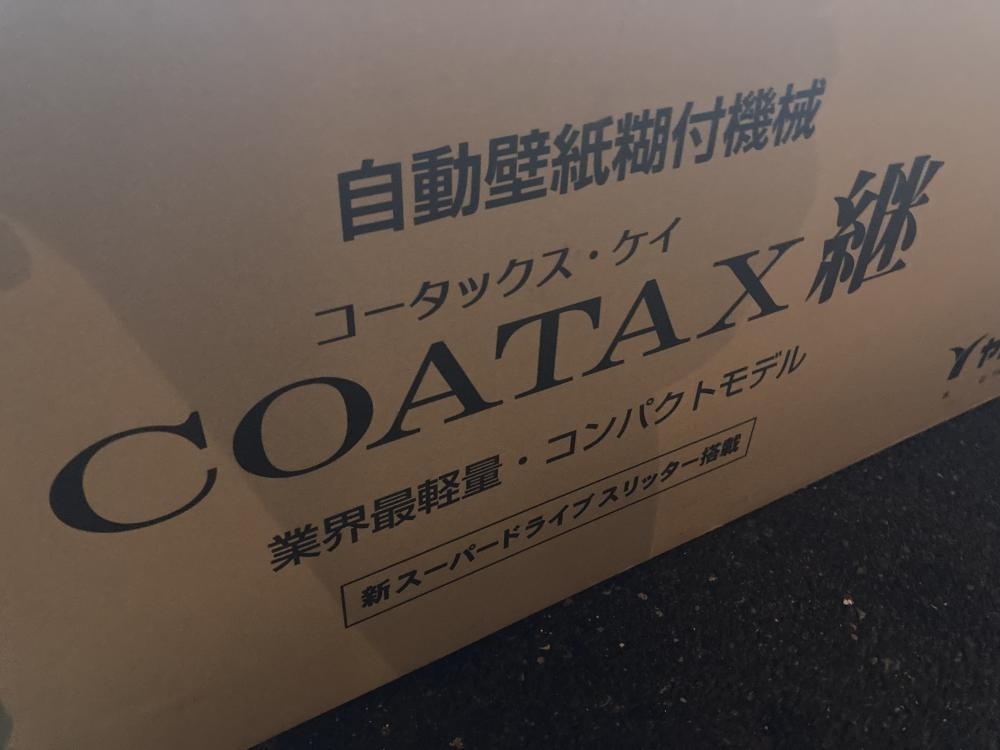 自動壁紙糊付機械
コータックス・ケイ
COATAX継
業界最軽量・コンパクトモデル
新スーパードライブスリッター搭載